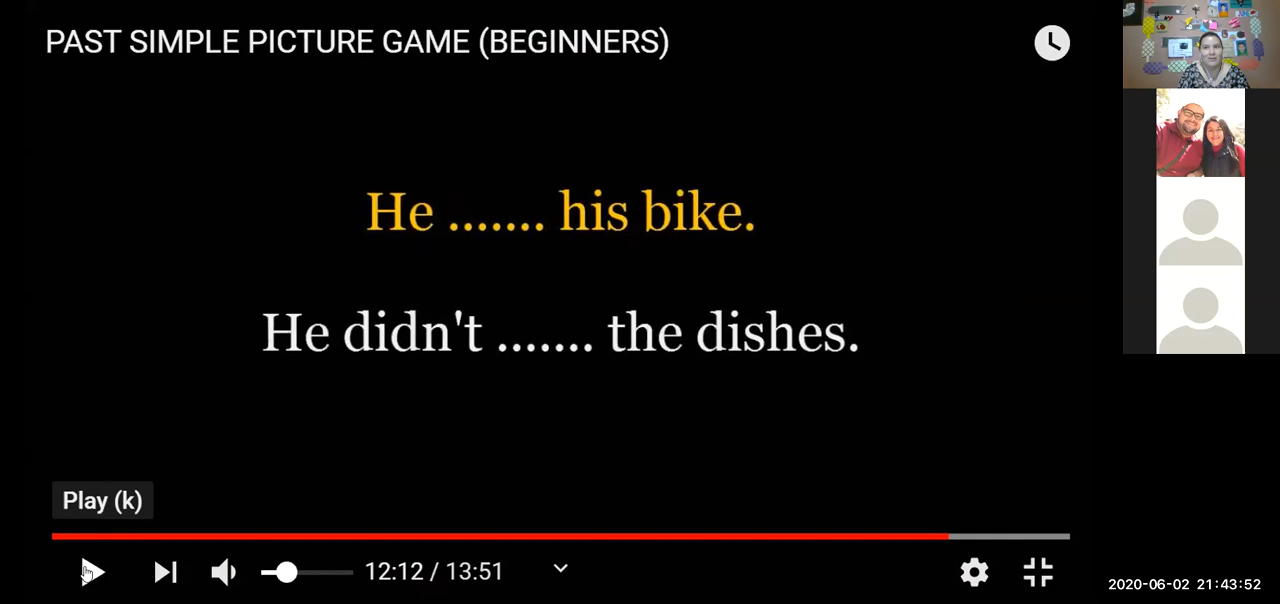 PAST SIMPLE PICTURE GAME (BEGINNERS)
He ....... his bike.
He didn't ....... the dishes.
Play (k)
12:12 / 13:51
2020-06-02 21:43:52